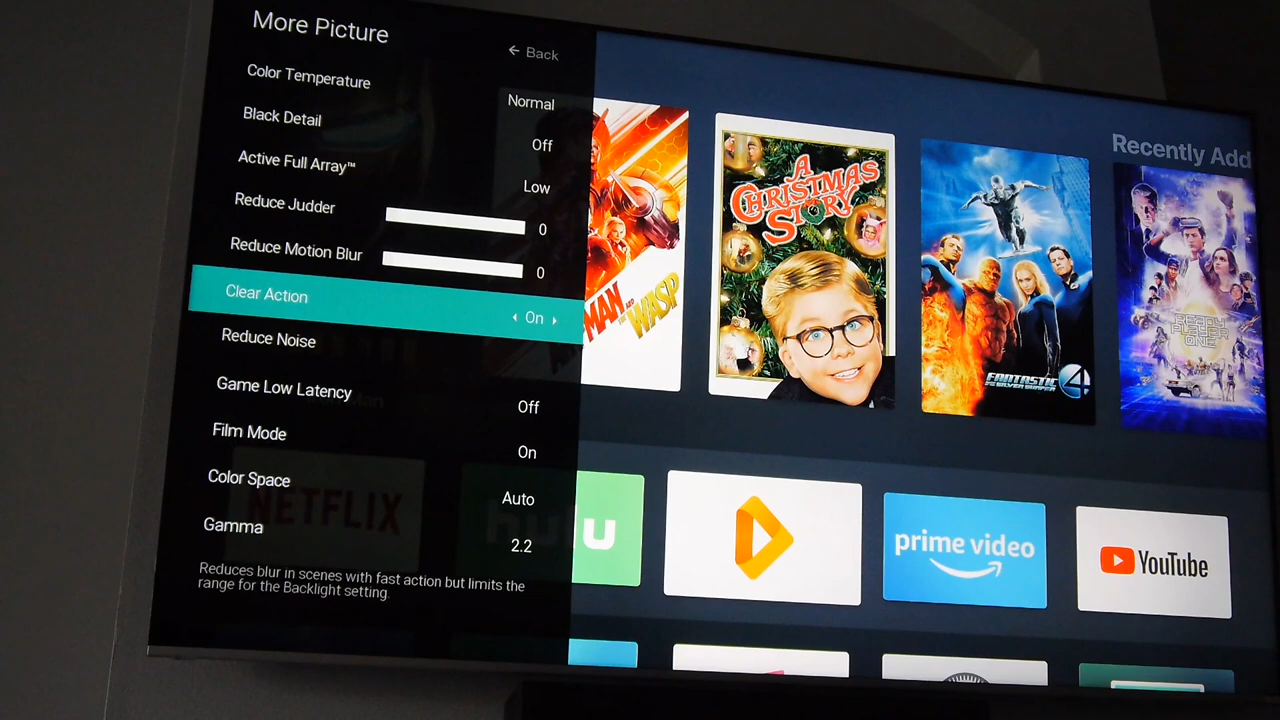 More Picture
← Back
Color Temperature
Normal
Black Detail
Off
Active Full Array™
Low
Reduce Judder
0
Reduce Motion Blur
0
Clear Action
On
Reduce Noise
Game Low Latency
Off
Film Mode
On
Color Space
Auto
Gamma
2.2
Reduces blur in scenes with fast action but limits the
range for the Backlight setting.
Recently Add
MAN AND
WASP
A
CHRISTMAS
STORY
FANTASTIC 4
READY
PLAYER
ONE
NETFLIX
hulu
prime video
YouTube